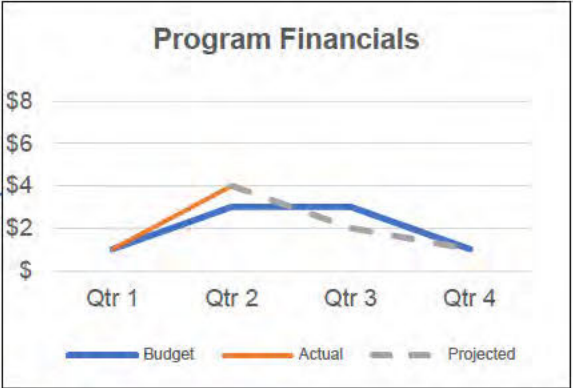 Program Financials
$8
$6
$4
$2
$
Qtr 1 Qtr 2 Qtr 3 Qtr 4
Budget Actual Projected